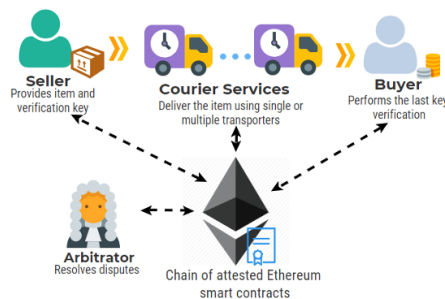 Seller
Provides item and
verification key
Courier Services
Deliver the item using single or
multiple transporters
Buyer
Performs the last key
verification
Arbitrator
Resolves disputes
Chain of attested Ethereum
smart contracts